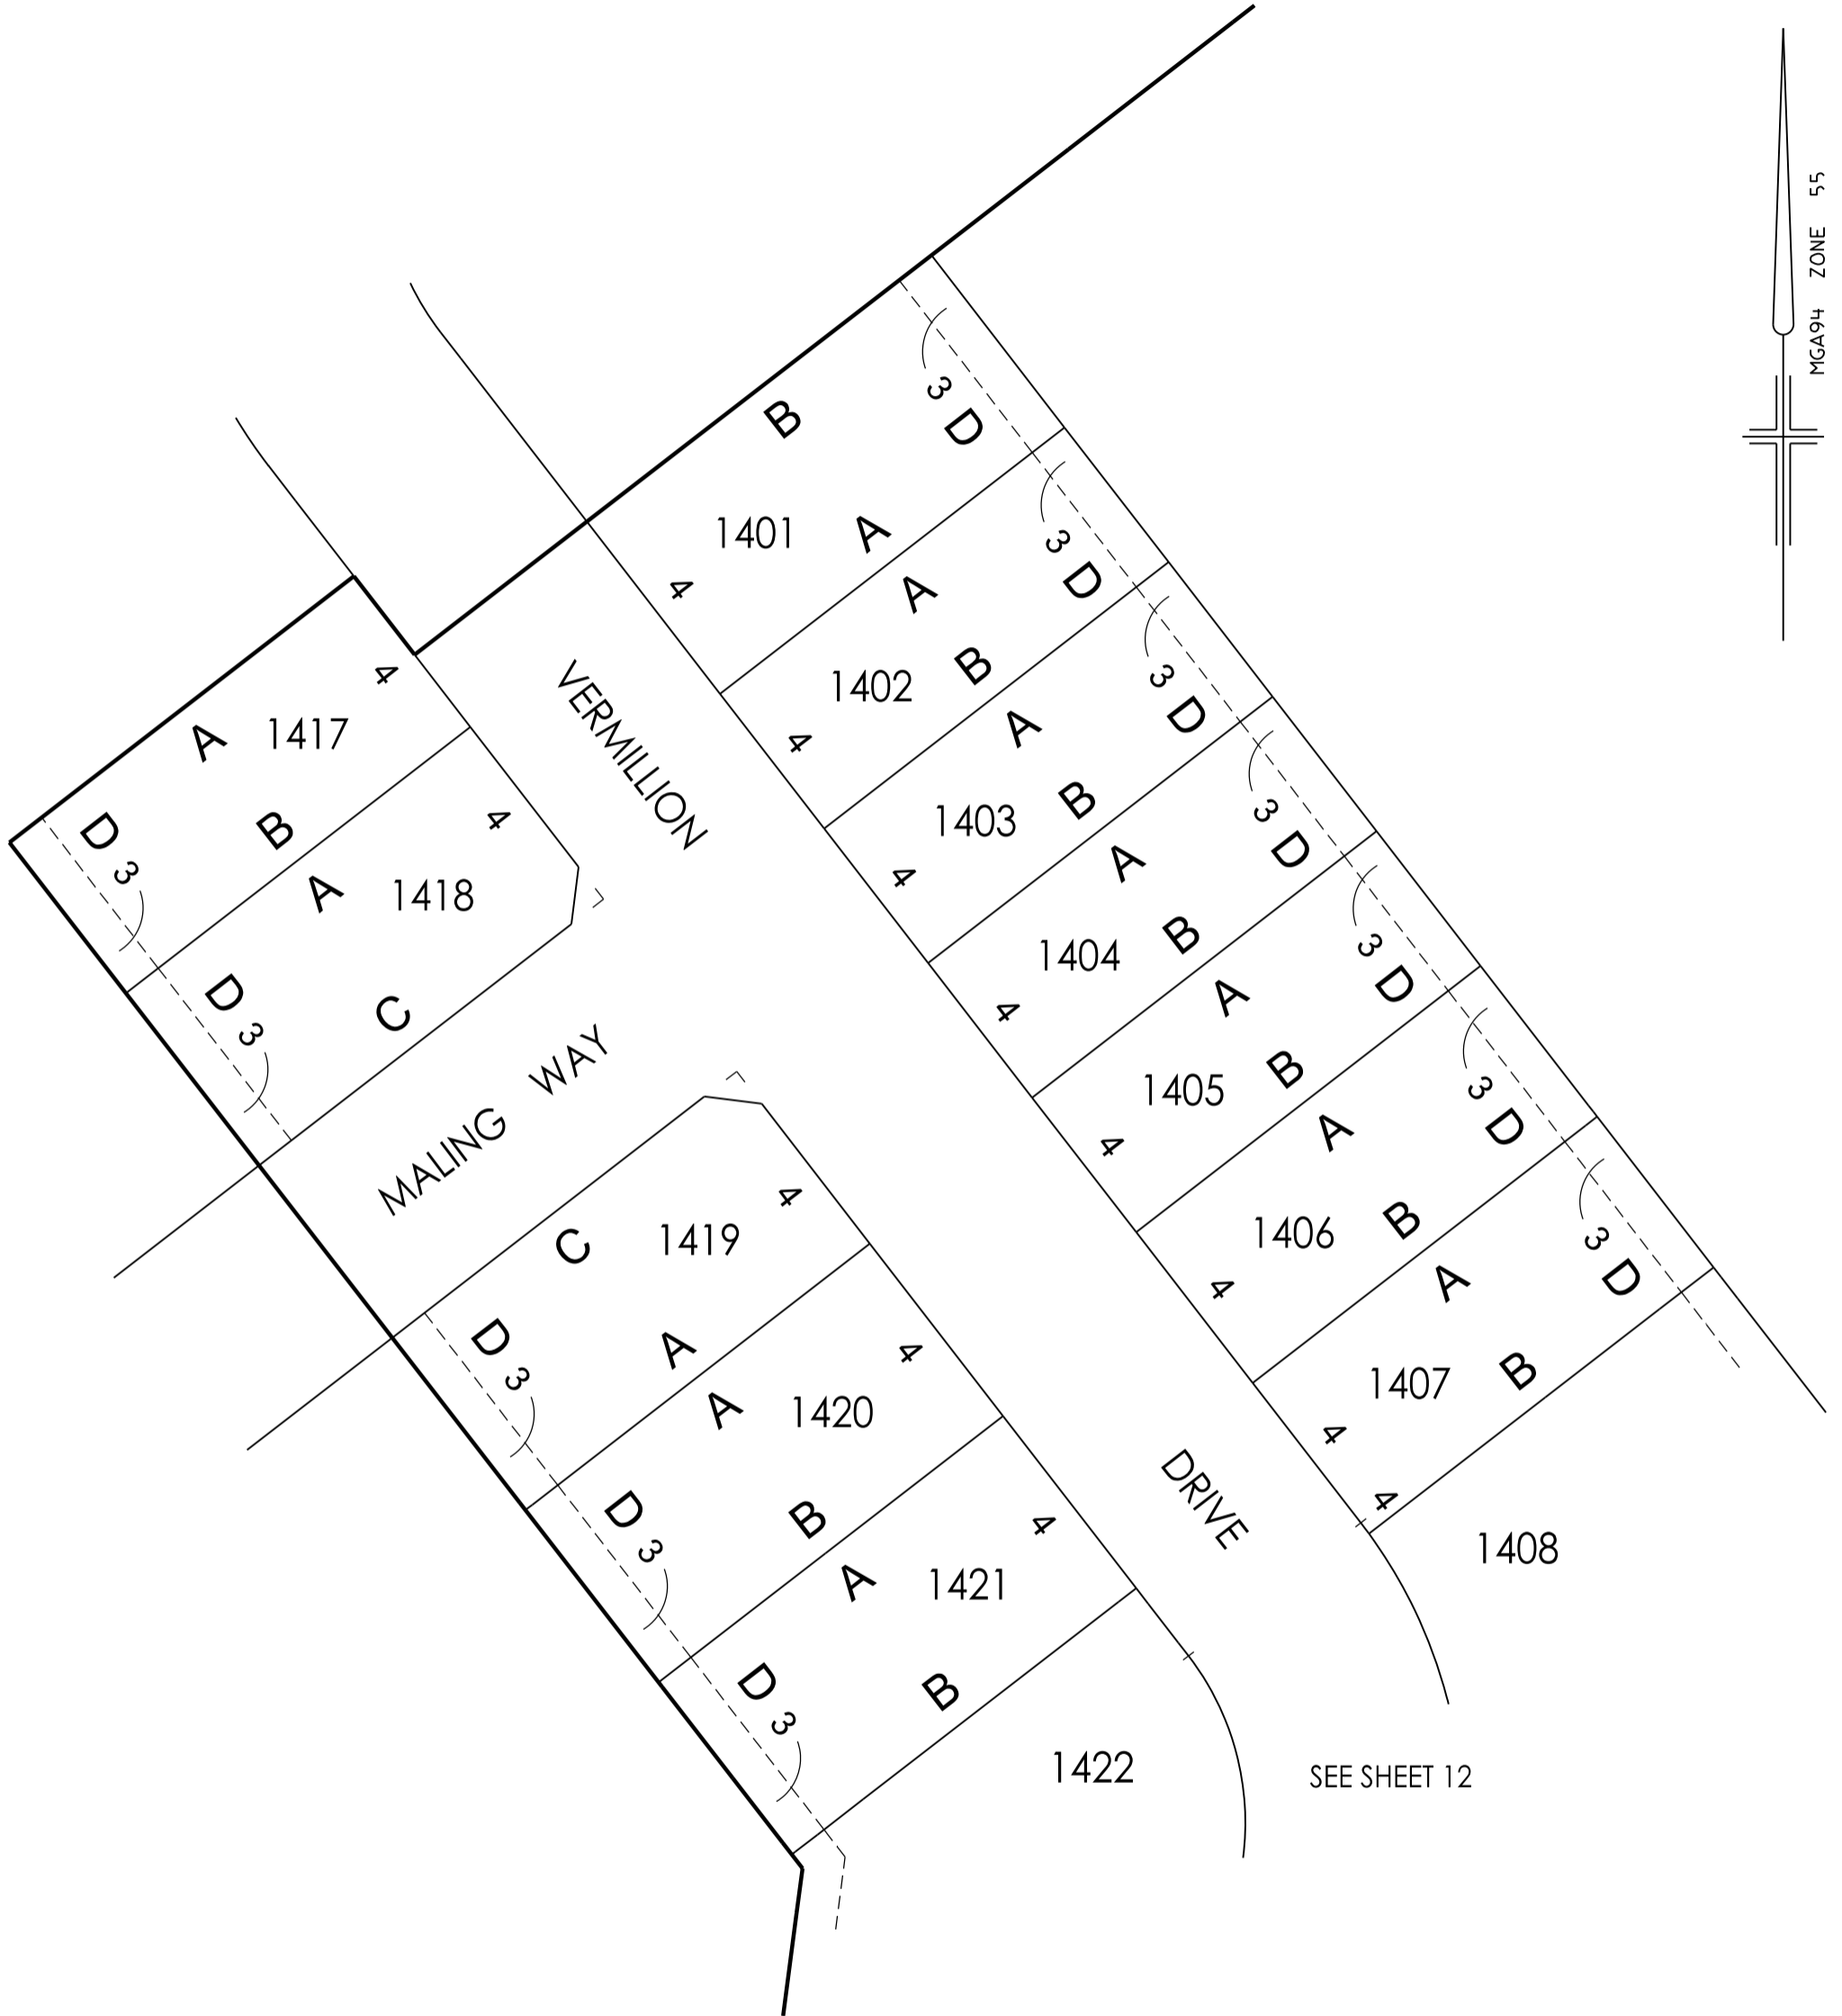 MGA94 ZONE 55
B
3
D
1401
A
4
A
3
D
1402
B
4
A
3
D
1403
B
4
A
3
D
1404
B
4
A
3
D
1405
B
4
A
3
D
1406
B
4
A
3
D
1407
B
4
4
1408
VERMILLION
DRIVE
4
A
1417
D
3
B
4
A
1418
D
3
C
MALING WAY
4
C
1419
D
3
A
4
A
1420
D
3
B
4
A
1421
D
3
B
1422
SEE SHEET 12